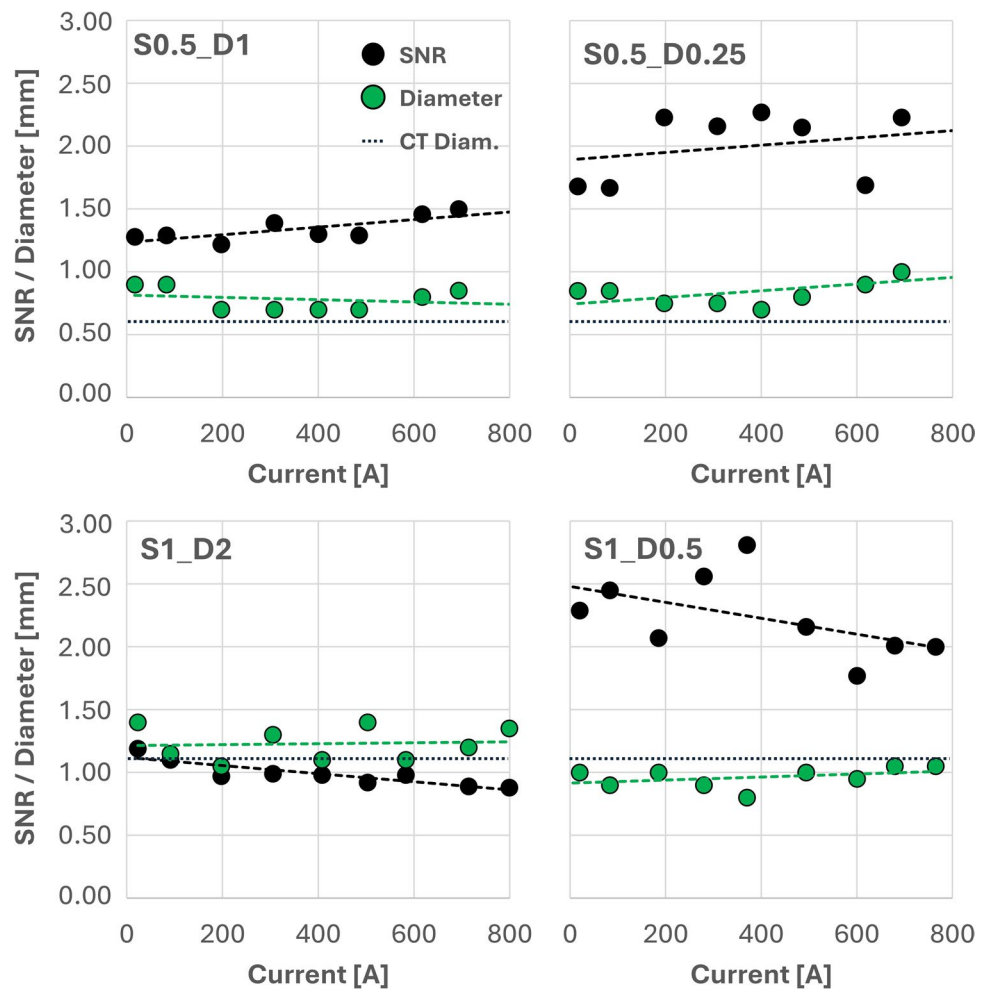 SNR / Diameter [mm]
3.00
2.50
2.00
1.50
1.00
0.50
0.00
S0.5_D1
SNR
Diameter
CT Diam.
0 200 400 600 800
Current [A]
S0.5_D0.25
0 200 400 600 800
Current [A]
SNR / Diameter [mm]
3.00
2.50
2.00
1.50
1.00
0.50
0.00
S1_D2
0 200 400 600 800
Current [A]
S1_D0.5
0 200 400 600 800
Current [A]